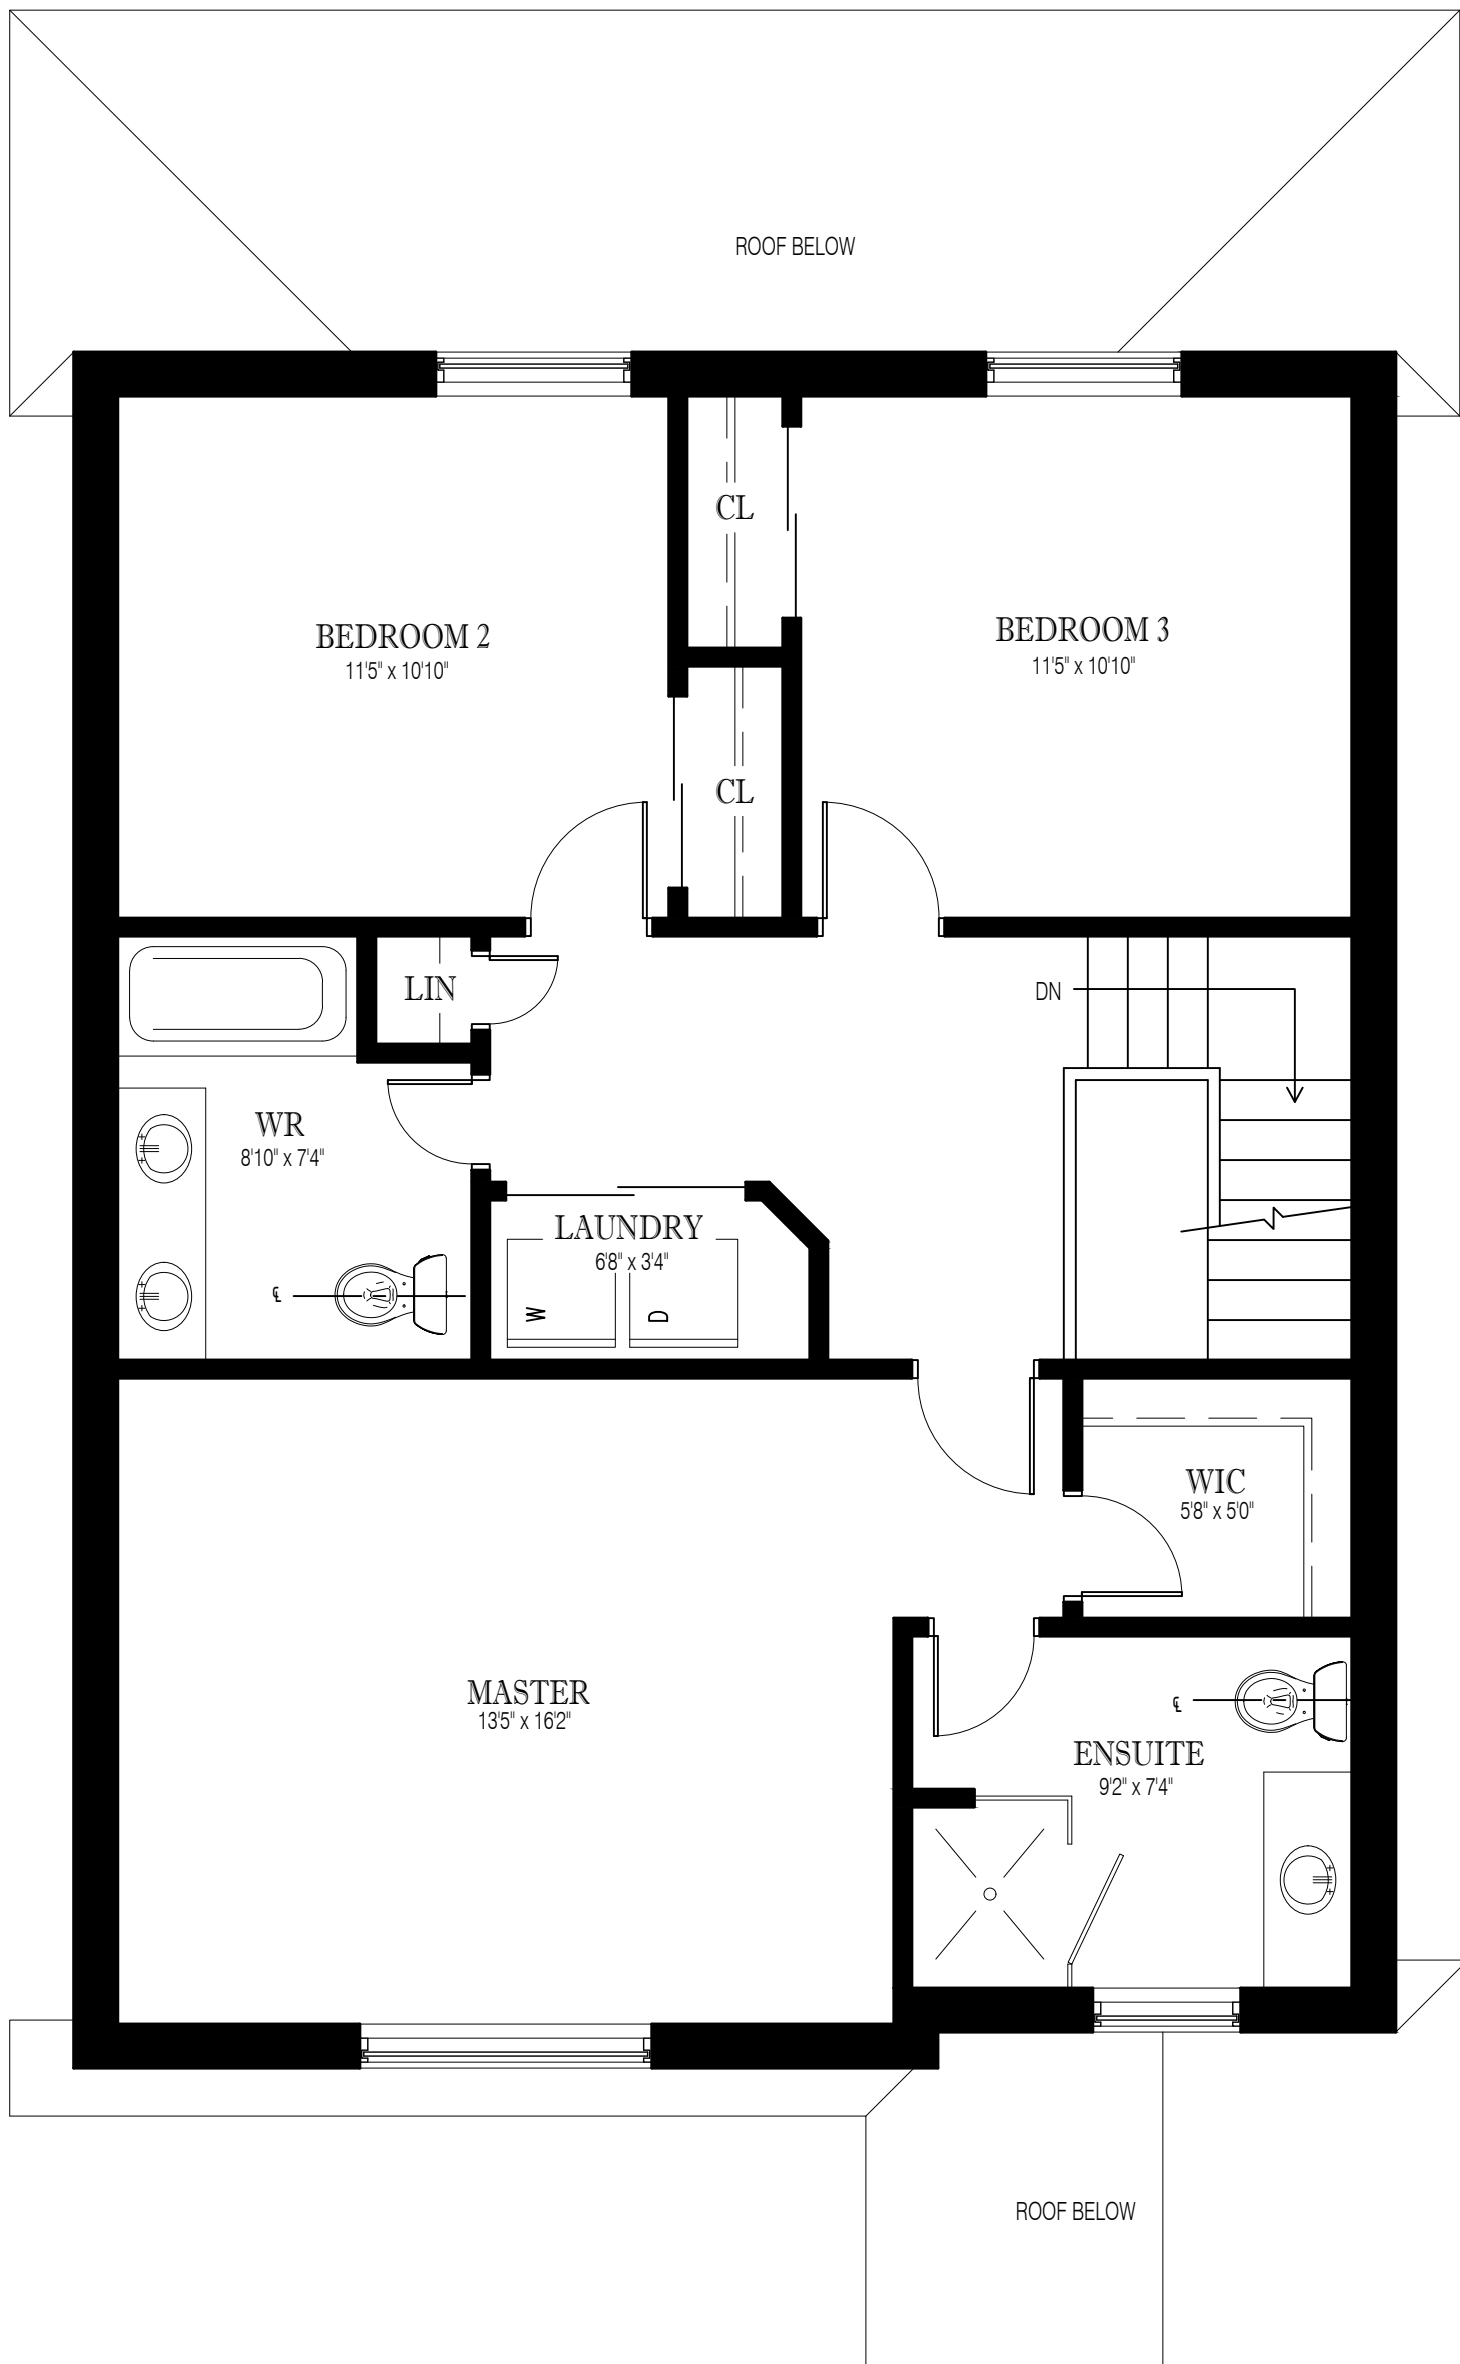 ROOF BELOW
CL
BEDROOM 2
11'5" x 10'10"
BEDROOM 3
11'5" x 10'10"
CL
LIN
DN
WR
8'10" x 7'4"
LAUNDRY
6'8" x 3'4"
℄
W
D
WIC
5'8" x 5'0"
MASTER
13'5" x 16'2"
℄
ENSUITE
9'2" x 7'4"
ROOF BELOW